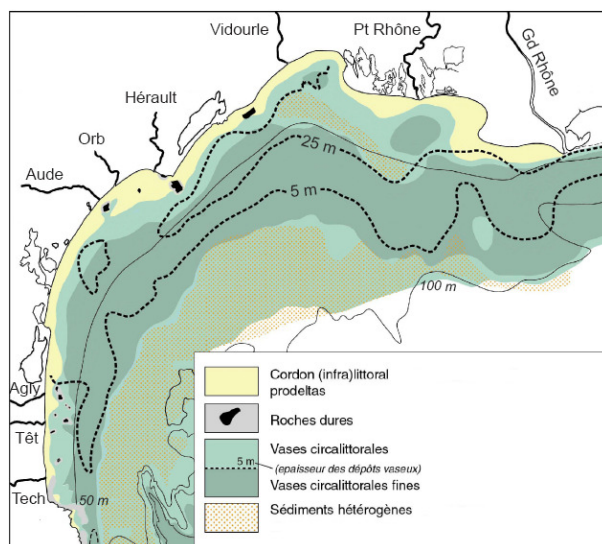 Vidourle
Pt Rhône
Gd Rhône
Hérault
Orb
Aude
25 m
5 m
100 m
Agly
Têt
Tech
50 m
Cordon (infra)littoral
prodeltas
Roches dures
Vases circalittorales
5 m
(epaisseur des dépôts vaseux)
Vases circalittorales fines
Sédiments hétérogènes